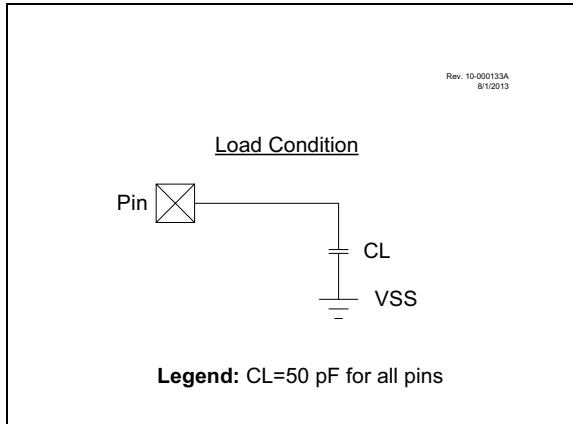 Rev. 10-000133A
8/1/2013
Load Condition
Pin
CL
VSS
Legend: CL=50 pF for all pins